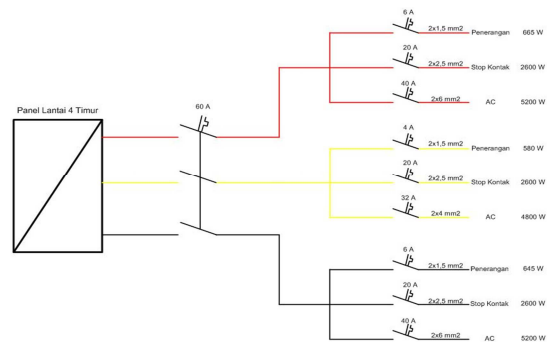 6 A
2x1,5 mm2 Penerangan 665 W
20 A
2x2,5 mm2 Stop Kontak 2600 W
40 A
2x6 mm2 AC 5200 W
Panel Lantai 4 Timur
60 A
4 A
2x1,5 mm2 Penerangan 580 W
20 A
2x2,5 mm2 Stop Kontak 2600 W
32 A
2x4 mm2 AC 4800 W
6 A
2x1,5 mm2 Penerangan 645 W
20 A
2x2,5 mm2 Stop Kontak 2600 W
40 A
2x6 mm2 AC 5200 W